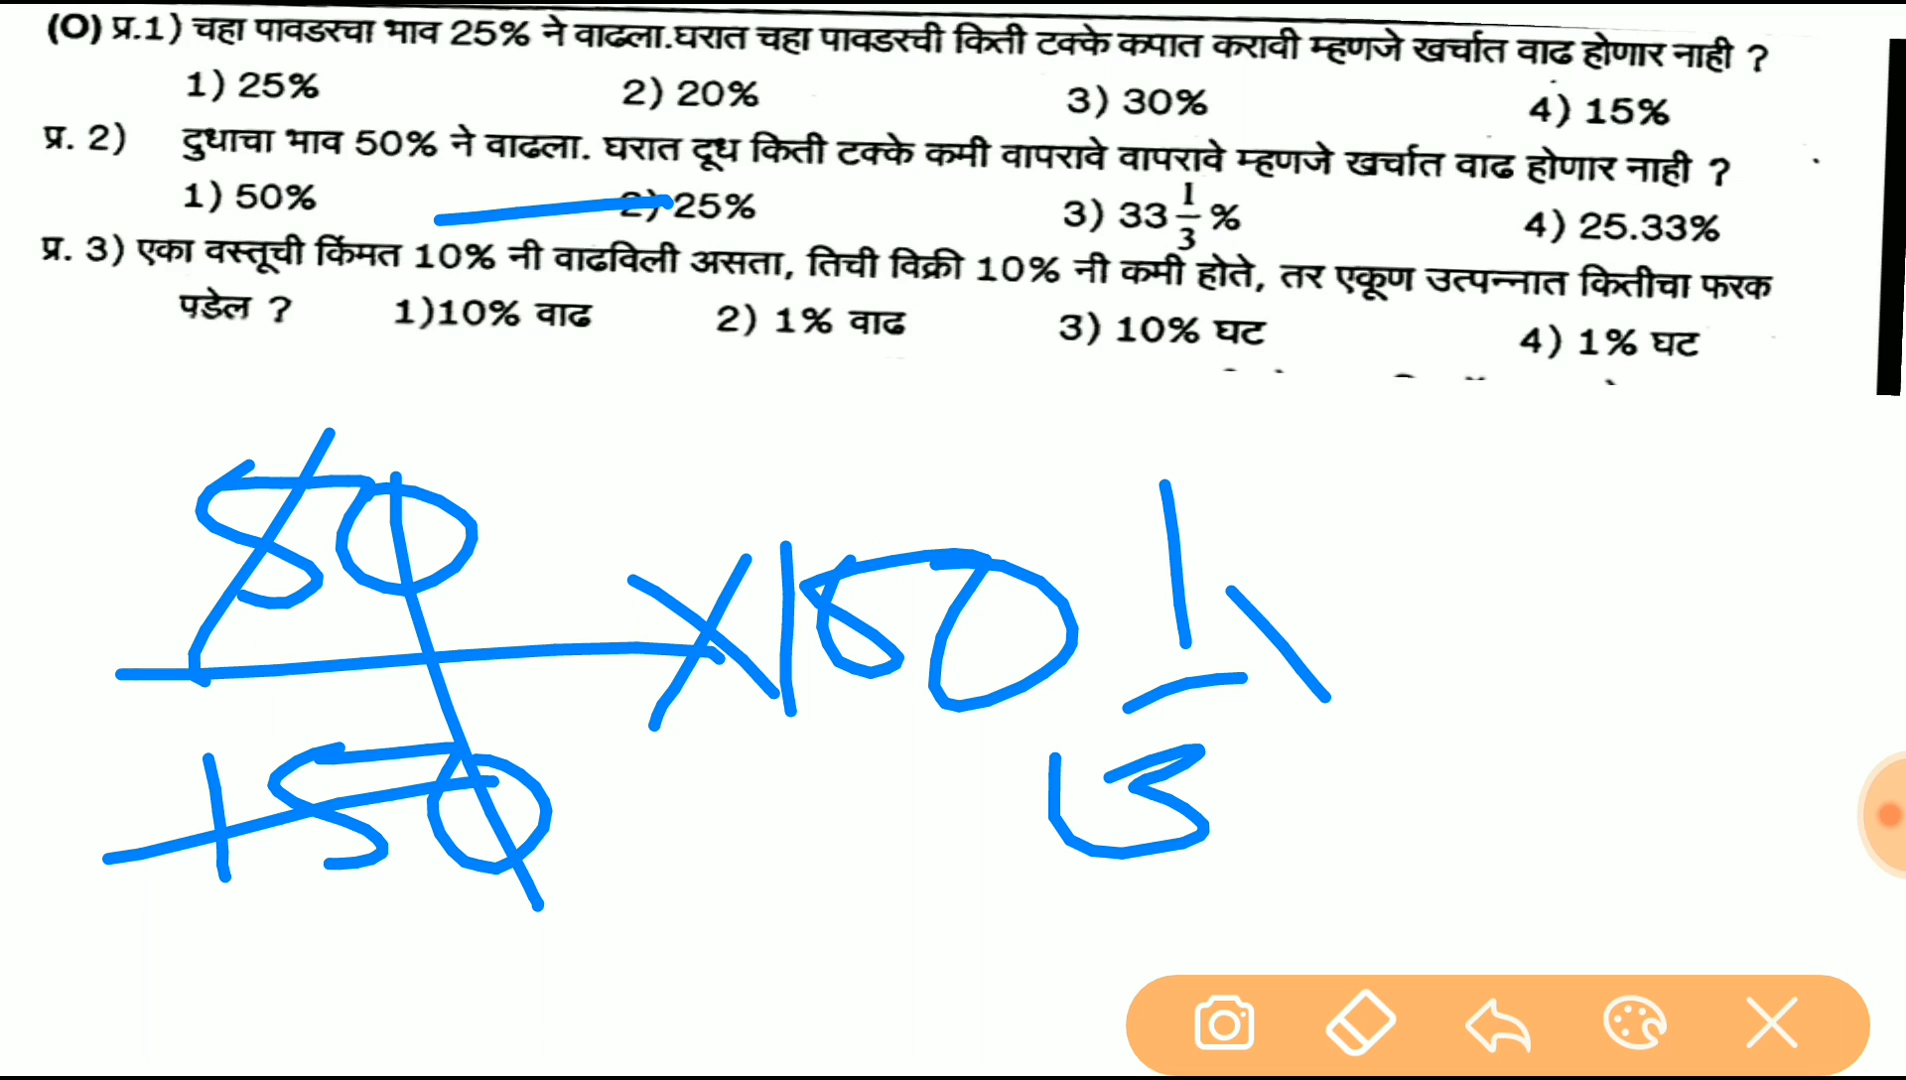 (O) प्र.1) चहा पावडरचा भाव 25% ने वाढला.घरात चहा पावडरची किती टक्के कपात करावी म्हणजे खर्चात वाढ होणार नाही ?
1) 25% 2) 20% 3) 30% 4) 15%
प्र. 2) दुधाचा भाव 50% ने वाढला. घरात दूध किती टक्के कमी वापरावे वापरावे म्हणजे खर्चात वाढ होणार नाही ?
1) 50% 2) 25% 3) 33 1/3 % 4) 25.33%
प्र. 3) एका वस्तूची किंमत 10% नी वाढविली असता, तिची विक्री 10% नी कमी होते, तर एकूण उत्पन्नात कितीचा फरक
पडेल ? 1)10% वाढ 2) 1% वाढ 3) 10% घट 4) 1% घट
50 × 100 1
150 3